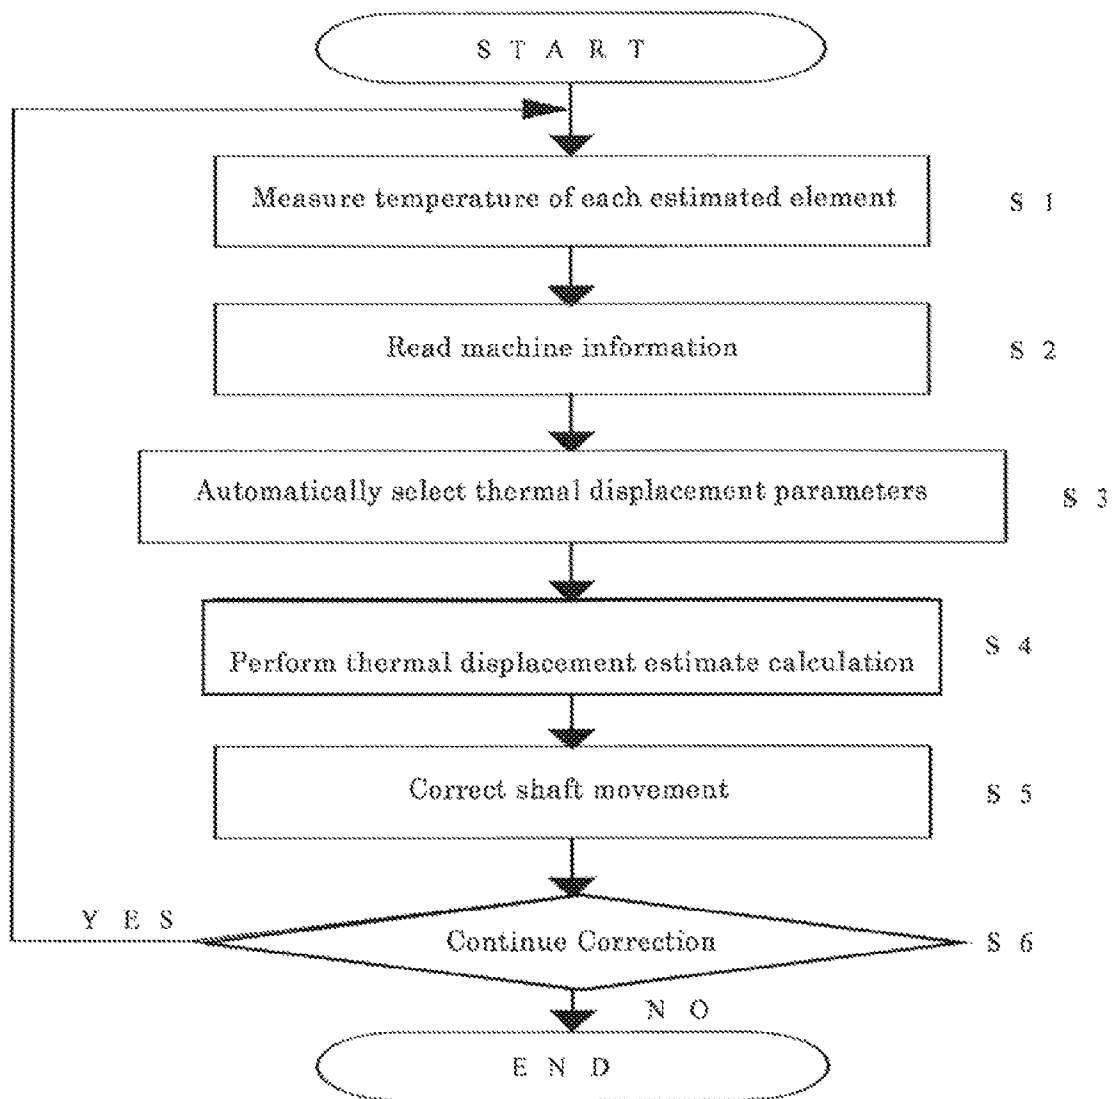 START
Measure temperature of each estimated element
S1
Read machine information
S2
Automatically select thermal displacement parameters
S3
Perform thermal displacement estimate calculation
S4
Correct shaft movement
S5
YES
Continue Correction
S6
NO
END